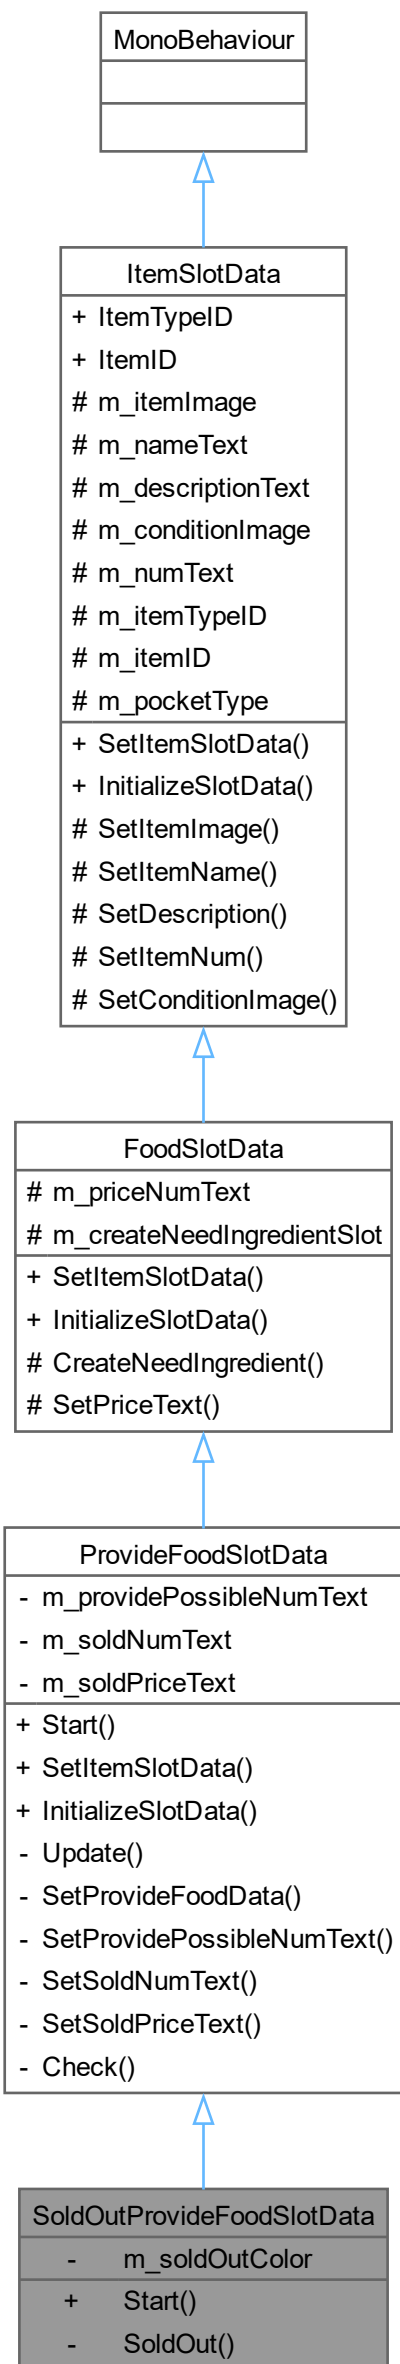 MonoBehaviour
ItemSlotData
+ ItemTypeID
+ ItemID
# m_itemImage
# m_nameText
# m_descriptionText
# m_conditionImage
# m_numText
# m_itemTypeID
# m_itemID
# m_pocketType
+ SetItemSlotData()
+ InitializeSlotData()
# SetItemImage()
# SetItemName()
# SetDescription()
# SetItemNum()
# SetConditionImage()
FoodSlotData
# m_priceNumText
# m_createNeedIngredientSlot
+ SetItemSlotData()
+ InitializeSlotData()
# CreateNeedIngredient()
# SetPriceText()
ProvideFoodSlotData
- m_providePossibleNumText
- m_soldNumText
- m_soldPriceText
+ Start()
+ SetItemSlotData()
+ InitializeSlotData()
- Update()
- SetProvideFoodData()
- SetProvidePossibleNumText()
- SetSoldNumText()
- SetSoldPriceText()
- Check()
SoldOutProvideFoodSlotData
- m_soldOutColor
+ Start()
- SoldOut()